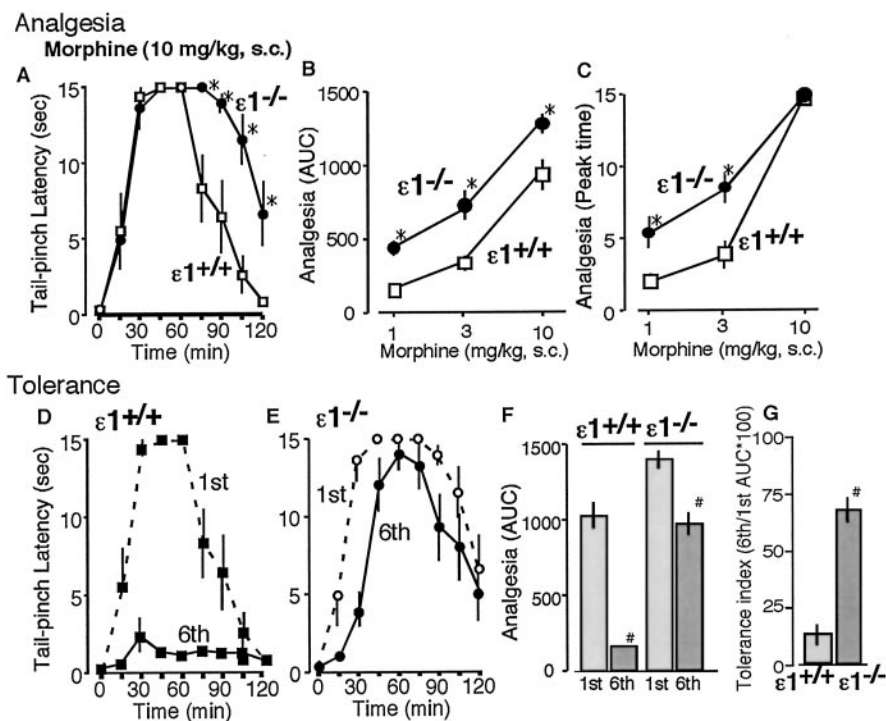 Analgesia
Morphine (10 mg/kg, s.c.)
A
Tail-pinch Latency (sec)
15
10
5
0
0 30 60 90 120
Time (min)
ε1-/-
ε1+/+
* * * *
B
Analgesia (AUC)
1500
1000
500
0
1 3 10
Morphine (mg/kg, s.c.)
ε1-/-
ε1+/+
* * *
C
Analgesia (Peak time)
15
10
5
0
1 3 10
Morphine (mg/kg, s.c.)
ε1-/-
ε1+/+
* *
Tolerance
D ε1+/+
Tail-pinch Latency (sec)
15
10
15
0
0 30 60 90 120
Time (min)
1st
6th
E ε1-/-
15
10
15
0
0 30 60 90 120
Time (min)
1st
6th
F
ε1+/+ ε1-/-
Analgesia (AUC)
1500
1000
500
0
1st 6th 1st 6th
# #
G
Tolerance index (6th/1st AUC*100)
100
75
50
25
0
#
ε1+/+ ε1-/-